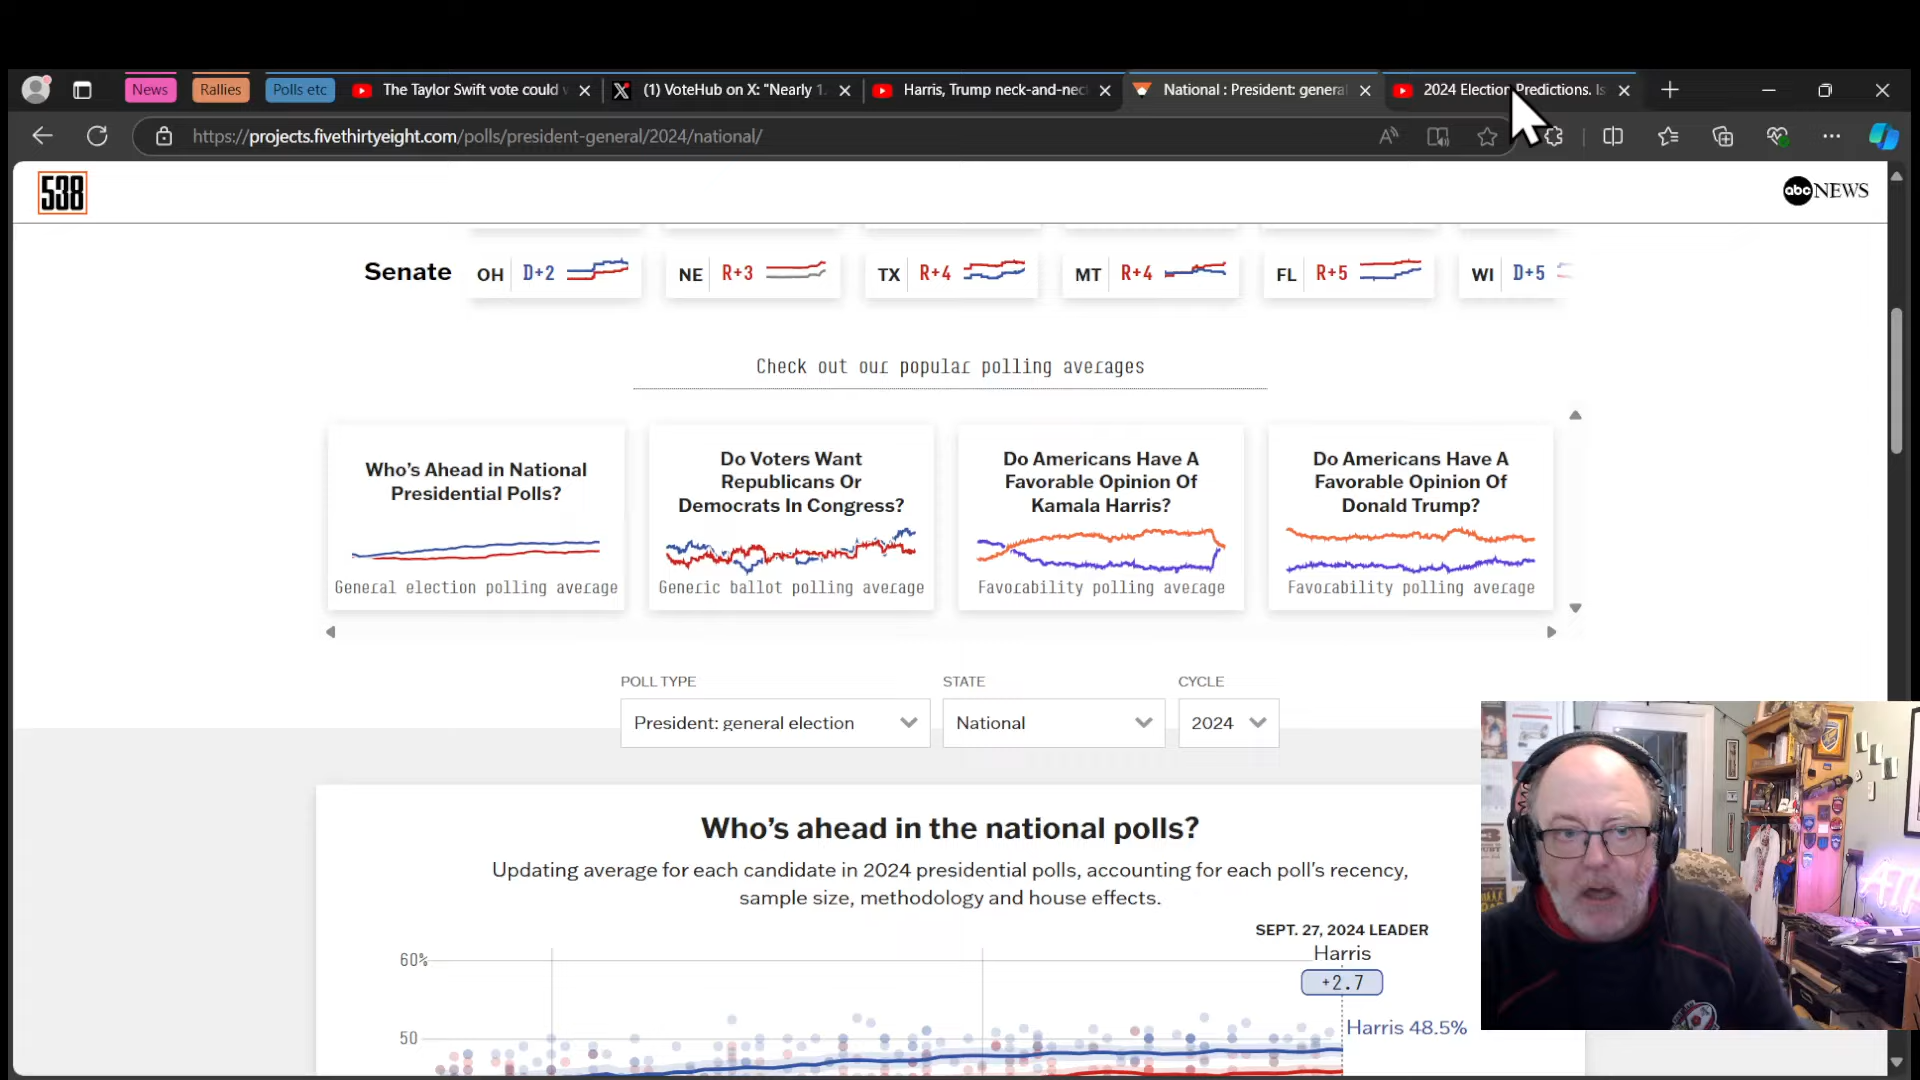 News
Rallies
Polls etc
The Taylor Swift vote could
(1) VoteHub on X: "Nearly 1.
Harris, Trump neck-and-nec
National : President: general
2024 Election Predictions. Is
https://projects.fivethirtyeight.com/polls/president-general/2024/national/
538
abc NEWS
Senate
OH D+2
NE R+3
TX R+4
MT R+4
FL R+5
WI D+5
Check out our popular polling averages
Who's Ahead in National
Presidential Polls?
General election polling average
Do Voters Want
Republicans Or
Democrats In Congress?
Generic ballot polling average
Do Americans Have A
Favorable Opinion Of
Kamala Harris?
Favorability polling average
Do Americans Have A
Favorable Opinion Of
Donald Trump?
Favorability polling average
POLL TYPE
President: general election
STATE
National
CYCLE
2024
Who's ahead in the national polls?
Updating average for each candidate in 2024 presidential polls, accounting for each poll's recency,
sample size, methodology and house effects.
SEPT. 27, 2024 LEADER
Harris
+2.7
60%
50
Harris 48.5%